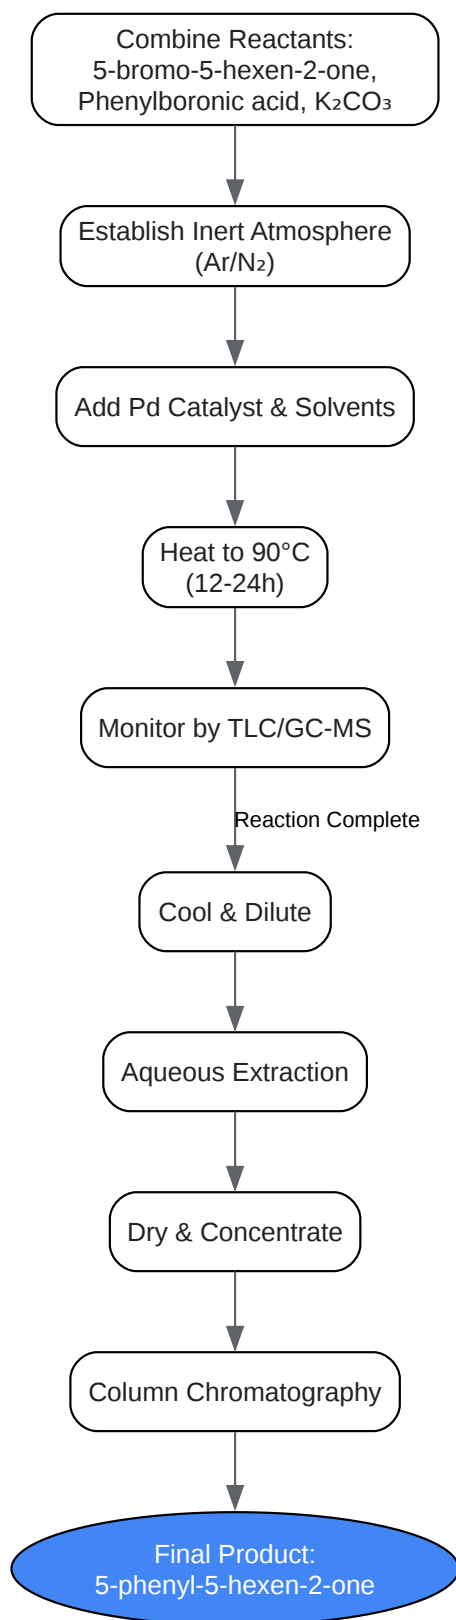 Combine Reactants:
5-bromo-5-hexen-2-one,
Phenylboronic acid, K₂CO₃
Establish Inert Atmosphere
(Ar/N₂)
Add Pd Catalyst & Solvents
Heat to 90°C
(12-24h)
Monitor by TLC/GC-MS
Reaction Complete
Cool & Dilute
Aqueous Extraction
Dry & Concentrate
Column Chromatography
Final Product:
5-phenyl-5-hexen-2-one